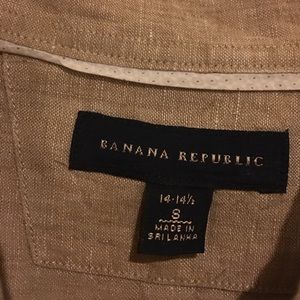 BANANA REPUBLIC
14-14½
S
MADE IN
SRI LANKA